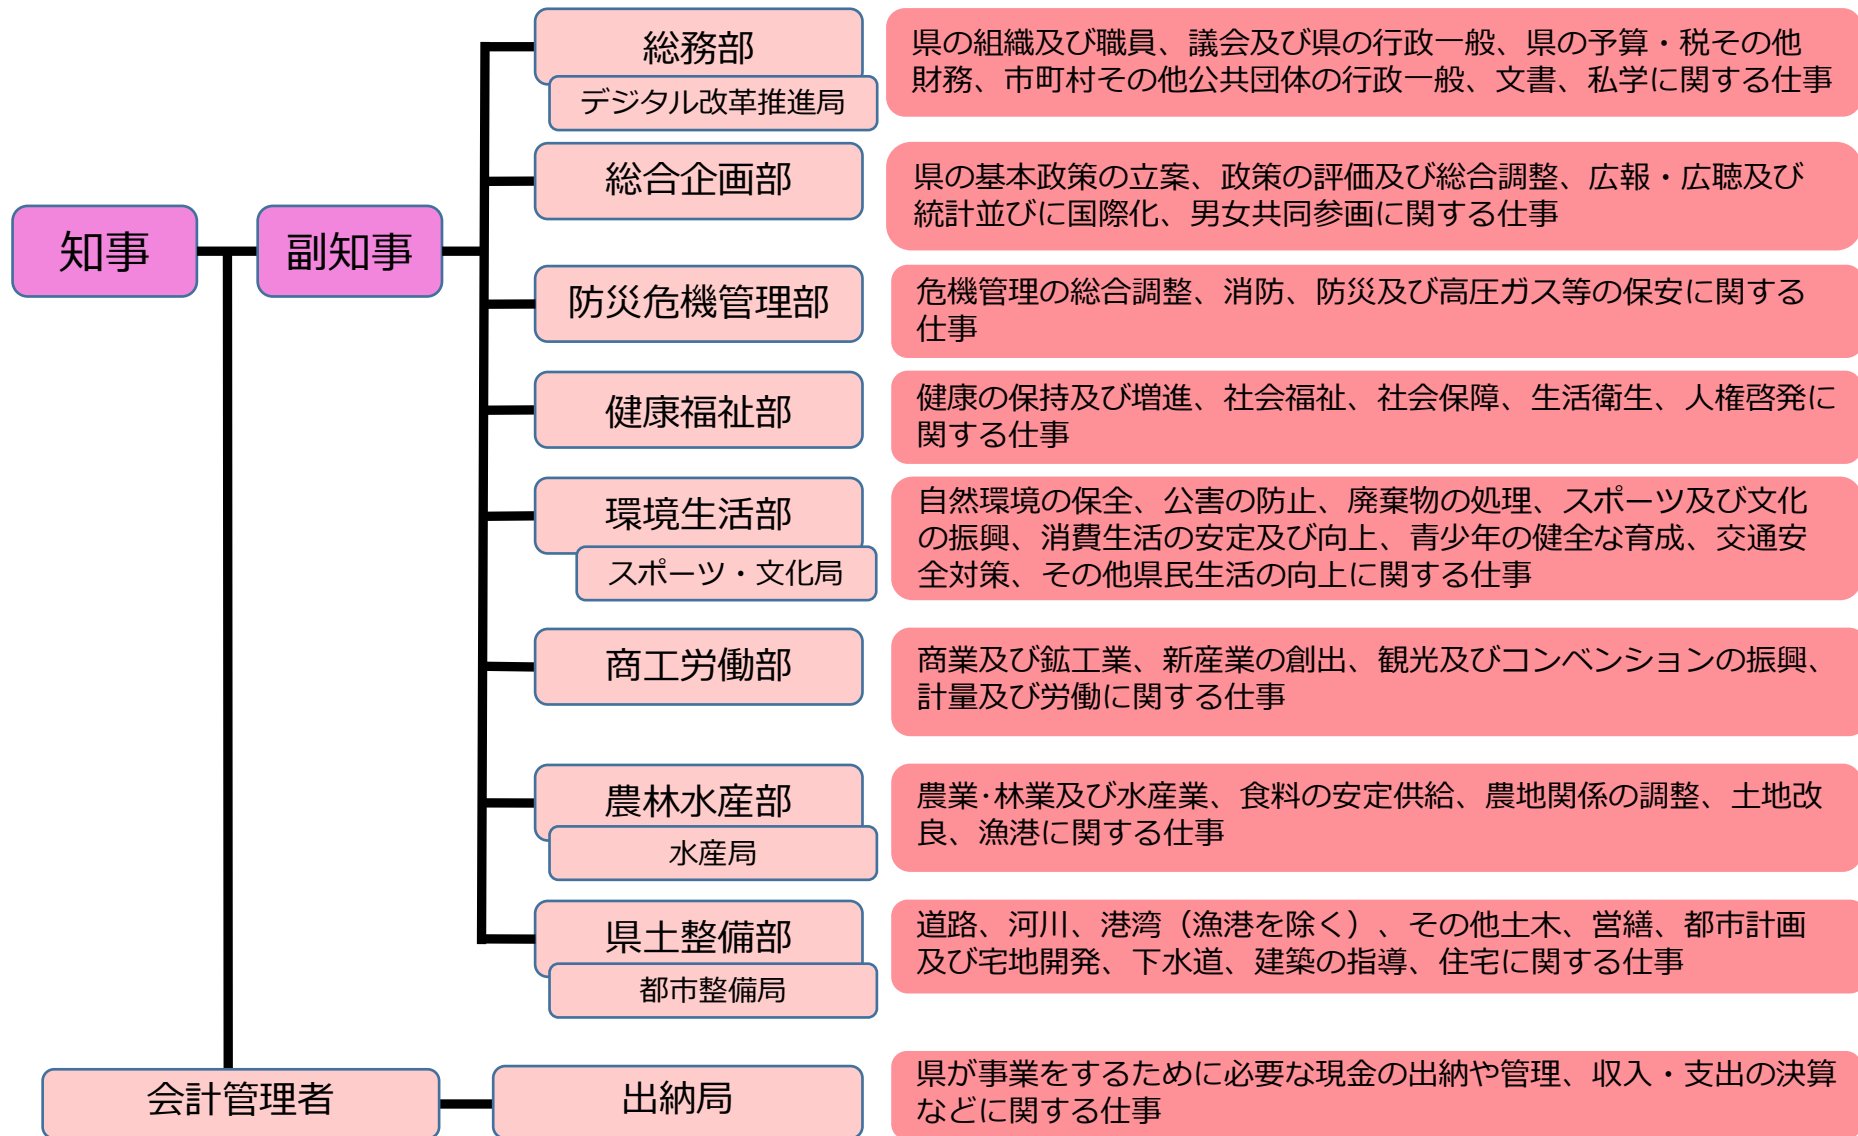 知事
副知事
総務部
デジタル改革推進局
県の組織及び職員、議会及び県の行政一般、県の予算・税その他
財務、市町村その他公共団体の行政一般、文書、私学に関する仕事
総合企画部
県の基本政策の立案、政策の評価及び総合調整、広報・広聴及び
統計並びに国際化、男女共同参画に関する仕事
防災危機管理部
危機管理の総合調整、消防、防災及び高圧ガス等の保安に関する
仕事
健康福祉部
健康の保持及び増進、社会福祉、社会保障、生活衛生、人権啓発に
関する仕事
環境生活部
スポーツ・文化局
自然環境の保全、公害の防止、廃棄物の処理、スポーツ及び文化
の振興、消費生活の安定及び向上、青少年の健全な育成、交通安
全対策、その他県民生活の向上に関する仕事
商工労働部
商業及び鉱工業、新産業の創出、観光及びコンベンションの振興、
計量及び労働に関する仕事
農林水産部
水産局
農業･林業及び水産業、食料の安定供給、農地関係の調整、土地改
良、漁港に関する仕事
県土整備部
都市整備局
道路、河川、港湾（漁港を除く）、その他土木、営繕、都市計画
及び宅地開発、下水道、建築の指導、住宅に関する仕事
会計管理者
出納局
県が事業をするために必要な現金の出納や管理、収入・支出の決算
などに関する仕事